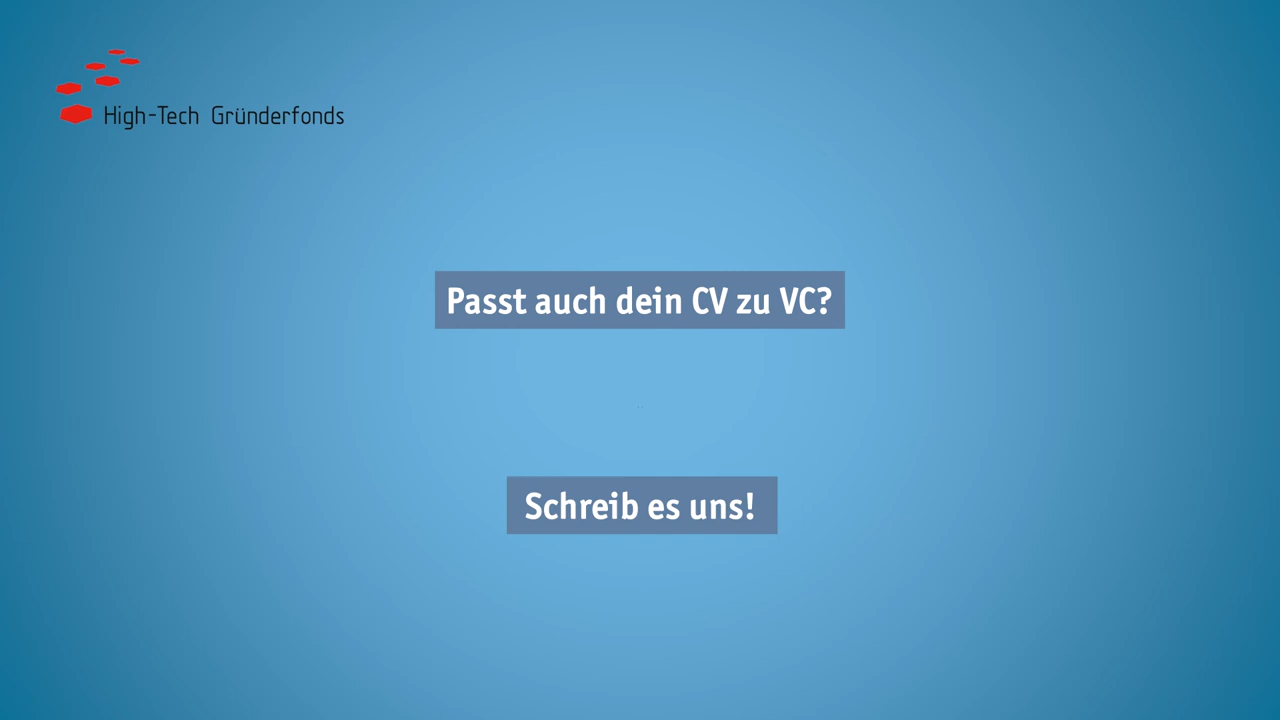 High-Tech Gründerfonds
Passt auch dein CV zu VC?
Schreib es uns!